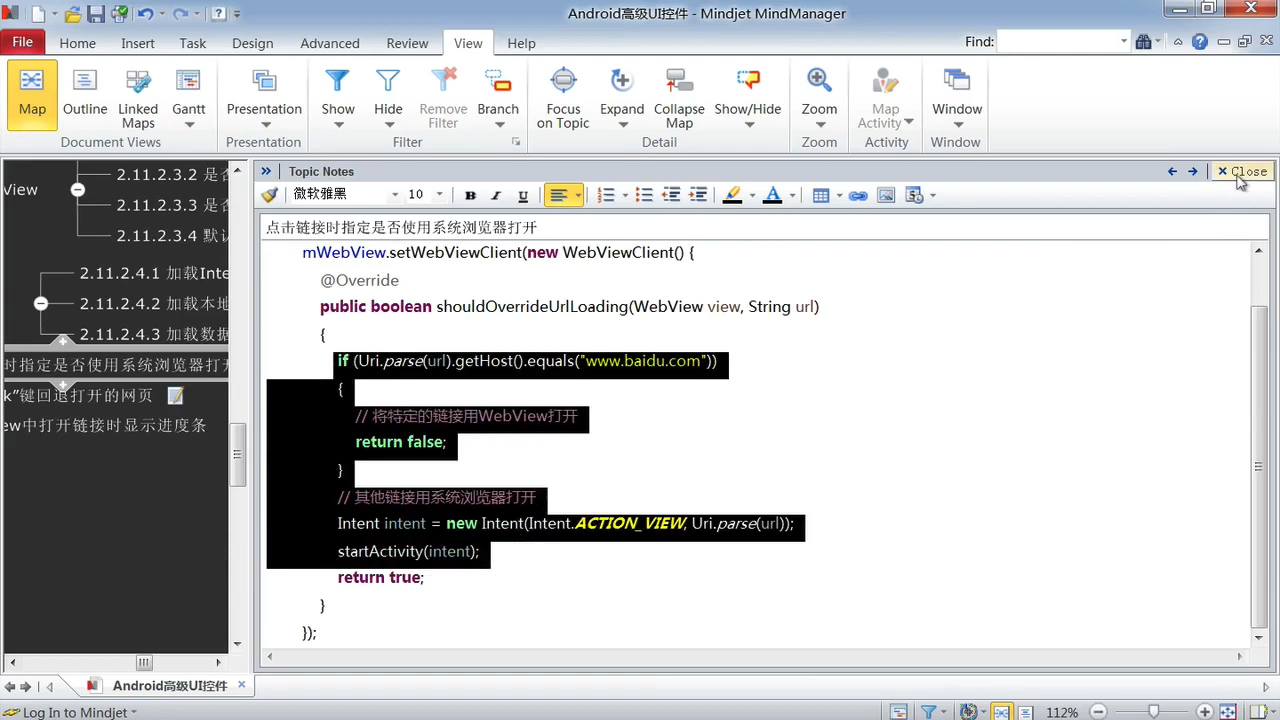 Android高级UI控件 - Mindjet MindManager
File Home Insert Task Design Advanced Review View Help Find:
Map Outline Linked Maps Gantt Presentation Show Hide Remove Filter Branch Focus on Topic Expand Collapse Map Show/Hide Zoom Map Activity Window
Document Views Presentation Filter Detail Zoom Activity Window
View
2.11.2.3.2 是否
2.11.2.3.3 是
2.11.2.3.4 默认
2.11.2.4.1 加载Inte
2.11.2.4.2 加载本地
2.11.2.4.3 加载数据
时指定是否使用系统浏览器打开
k”键回退打开的网页
ew中打开链接时显示进度条
Topic Notes Close
微软雅黑 10 B I U A
点击链接时指定是否使用系统浏览器打开
mWebView.setWebViewClient(new WebViewClient() {
@Override
public boolean shouldOverrideUrlLoading(WebView view, String url)
{
if (Uri.parse(url).getHost().equals("www.baidu.com"))
{
// 将特定的链接用WebView打开
return false;
}
// 其他链接用系统浏览器打开
Intent intent = new Intent(Intent.ACTION_VIEW, Uri.parse(url));
startActivity(intent);
return true;
}
});
Android高级UI控件
Log In to Mindjet 112%